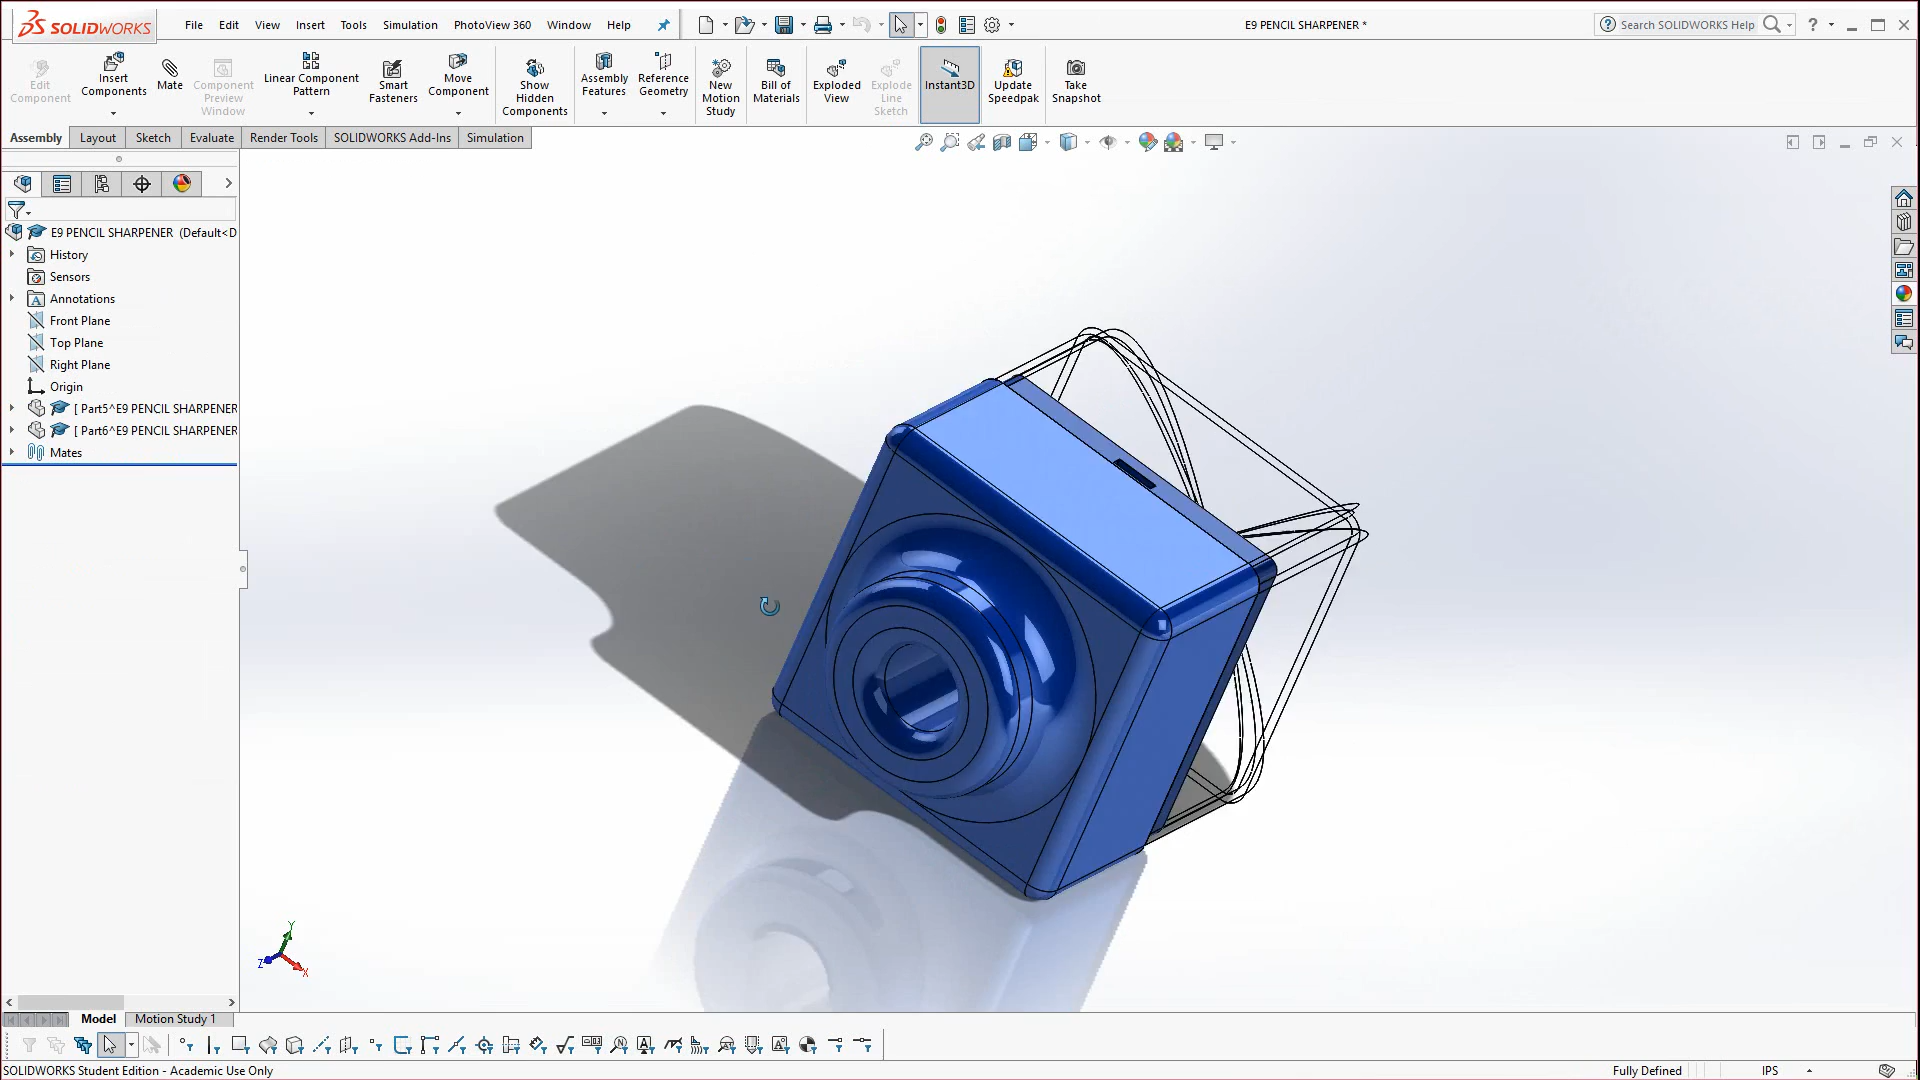 SOLIDWORKS File Edit View Insert Tools Simulation PhotoView 360 Window Help E9 PENCIL SHARPENER * Search SOLIDWORKS Help ?
Edit Component
Insert Components
Mate
Component Preview Window
Linear Component Pattern
Smart Fasteners
Move Component
Show Hidden Components
Assembly Features
Reference Geometry
New Motion Study
Bill of Materials
Exploded View
Explode Line Sketch
Instant3D
Update Speedpak
Take Snapshot
Assembly Layout Sketch Evaluate Render Tools SOLIDWORKS Add-Ins Simulation
E9 PENCIL SHARPENER (Default<D
History
Sensors
Annotations
Front Plane
Top Plane
Right Plane
Origin
[ Part5^E9 PENCIL SHARPENER
[ Part6^E9 PENCIL SHARPENER
Mates
Y
Z
X
Model Motion Study 1
SOLIDWORKS Student Edition - Academic Use Only Fully Defined IPS